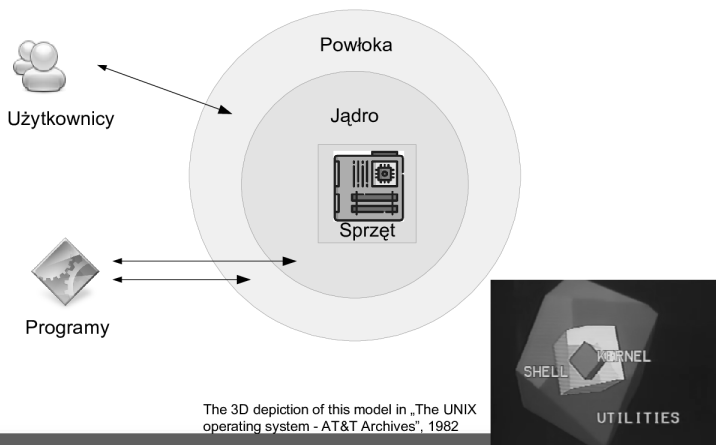 Powłoka
Jądro
Użytkownicy
Sprzęt
Programy
KERNEL
SHELL
UTILITIES
The 3D depiction of this model in „The UNIX
operating system - AT&T Archives”, 1982